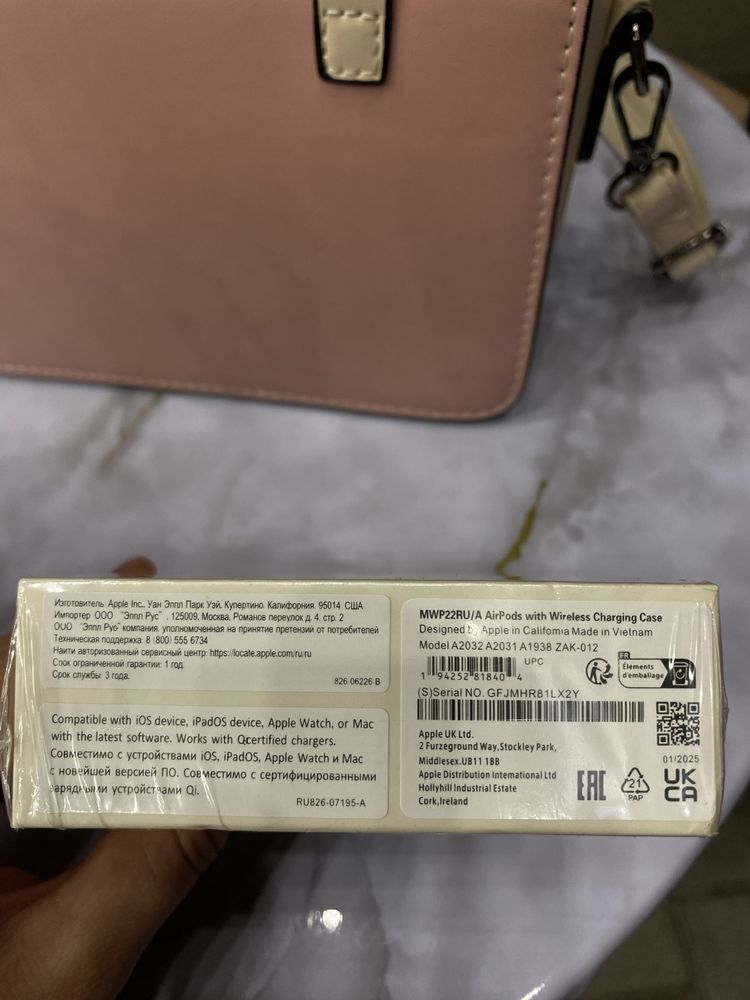 Изготовитель: Apple Inc., Уан Эппл Парк Уэй, Купертино, Калифорния, 95014, США
Импортер ООО "Эппл Рус", 125009, Москва, Романов переулок д. 4, стр. 2
ООО "Эппл Рус" компания, уполномоченная на принятие претензии от потребителей
Техническая поддержка: 8 (800) 555 6734
Наити авторизованный сервисный центр: https://locate.apple.com/ru/ru
Срок ограниченной гарантии: 1 год.
Срок службы: 3 года.
826-06226-B
Compatible with iOS device, iPadOS device, Apple Watch, or Mac
with the latest software. Works with Qicertified chargers.
Совместимо с устройствами iOS, iPadOS, Apple Watch и Mac
с новейшей версией ПО. Совместимо с сертифицированными
зарядными устройствами Qi.
RU826-07195-A
MWP22RU/A AirPods with Wireless Charging Case
Designed by Apple in California Made in Vietnam
Model A2032 A2031 A1938 ZAK-012
UPC
1 94252 81840 4
FR
Éléments
d'emballage
(S)Serial NO. GFJMHR81LX2Y
Apple UK Ltd.
2 Furzeground Way,Stockley Park,
Middlesex.UB11 1BB
Apple Distribution International Ltd
Hollyhill Industrial Estate
Cork,Ireland
EAC
21
PAP
01/2025
UK
CA